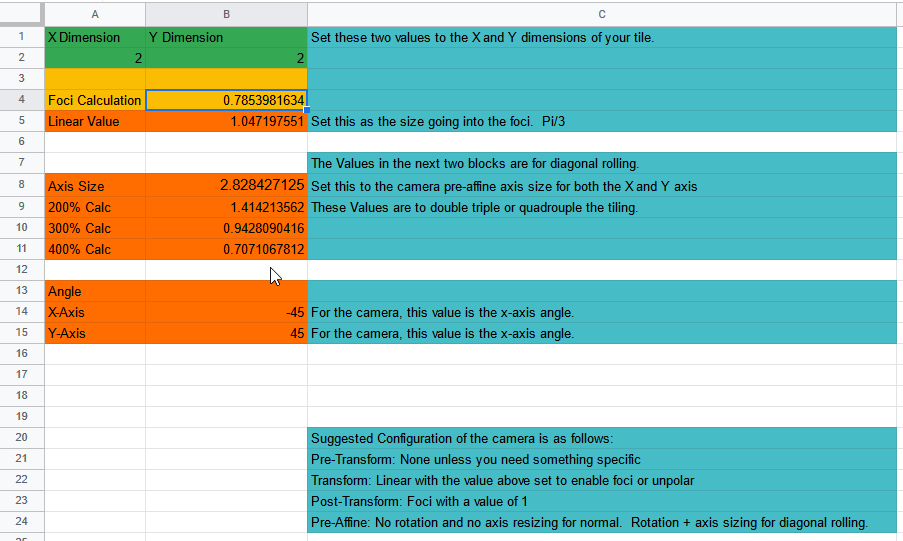 A B C
1 X Dimension Y Dimension Set these two values to the X and Y dimensions of your tile.
2 2 2
3
4 Foci Calculation 0.7853981634
5 Linear Value 1.047197551 Set this as the size going into the foci. Pi/3
6
7 The Values in the next two blocks are for diagonal rolling.
8 Axis Size 2.828427125 Set this to the camera pre-affine axis size for both the X and Y axis
9 200% Calc 1.414213562 These Values are to double triple or quadrouple the tiling.
10 300% Calc 0.9428090416
11 400% Calc 0.7071067812
12
13 Angle
14 X-Axis -45 For the camera, this value is the x-axis angle.
15 Y-Axis 45 For the camera, this value is the x-axis angle.
16
17
18
19
20 Suggested Configuration of the camera is as follows:
21 Pre-Transform: None unless you need something specific
22 Transform: Linear with the value above set to enable foci or unpolar
23 Post-Transform: Foci with a value of 1
24 Pre-Affine: No rotation and no axis resizing for normal. Rotation + axis sizing for diagonal rolling.
25